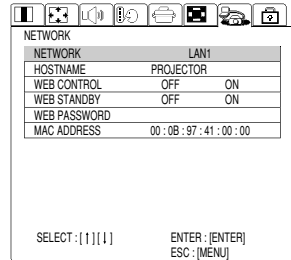 NETWORK
NETWORK LAN1
HOSTNAME PROJECTOR
WEB CONTROL OFF ON
WEB STANDBY OFF ON
WEB PASSWORD
MAC ADDRESS 00 : 0B : 97 : 41 : 00 : 00
SELECT : [ ↑ ] [ ↓ ] ENTER : [ENTER]
ESC : [MENU]